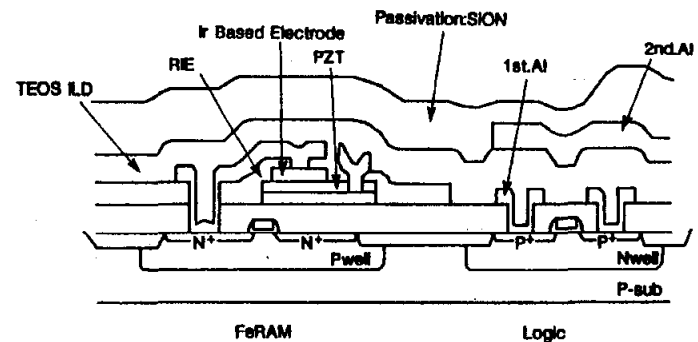 Ir Based Electrode
Passivation:SION
RIE
PZT
1st.Al
2nd.Al
TEOS ILD
N+
N+
P+
P+
Pwell
Nwell
P-sub
FeRAM
Logic